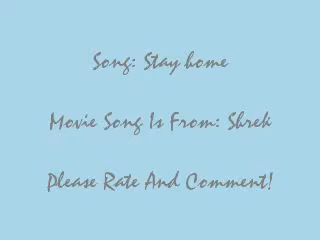 Song: Stay home
Movie Song Is From: Shrek
Please Rate And Comment!